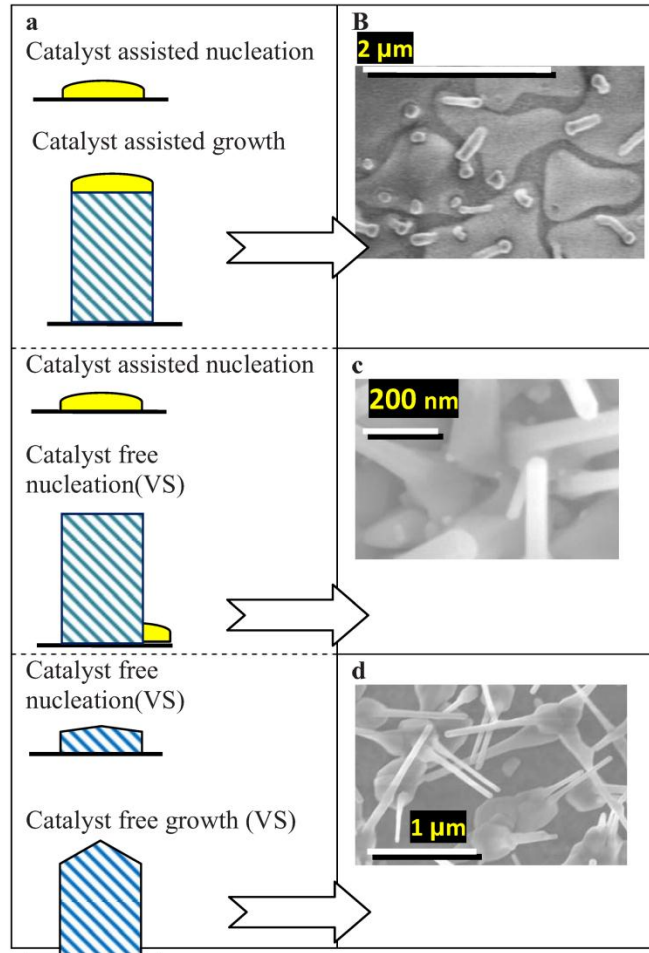 a
Catalyst assisted nucleation
Catalyst assisted growth
B
2 μm
Catalyst assisted nucleation
Catalyst free
nucleation(VS)
c
200 nm
Catalyst free
nucleation(VS)
Catalyst free growth (VS)
d
1 μm